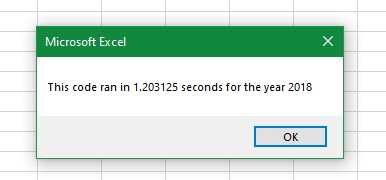 Microsoft Excel
This code ran in 1.203125 seconds for the year 2018
OK